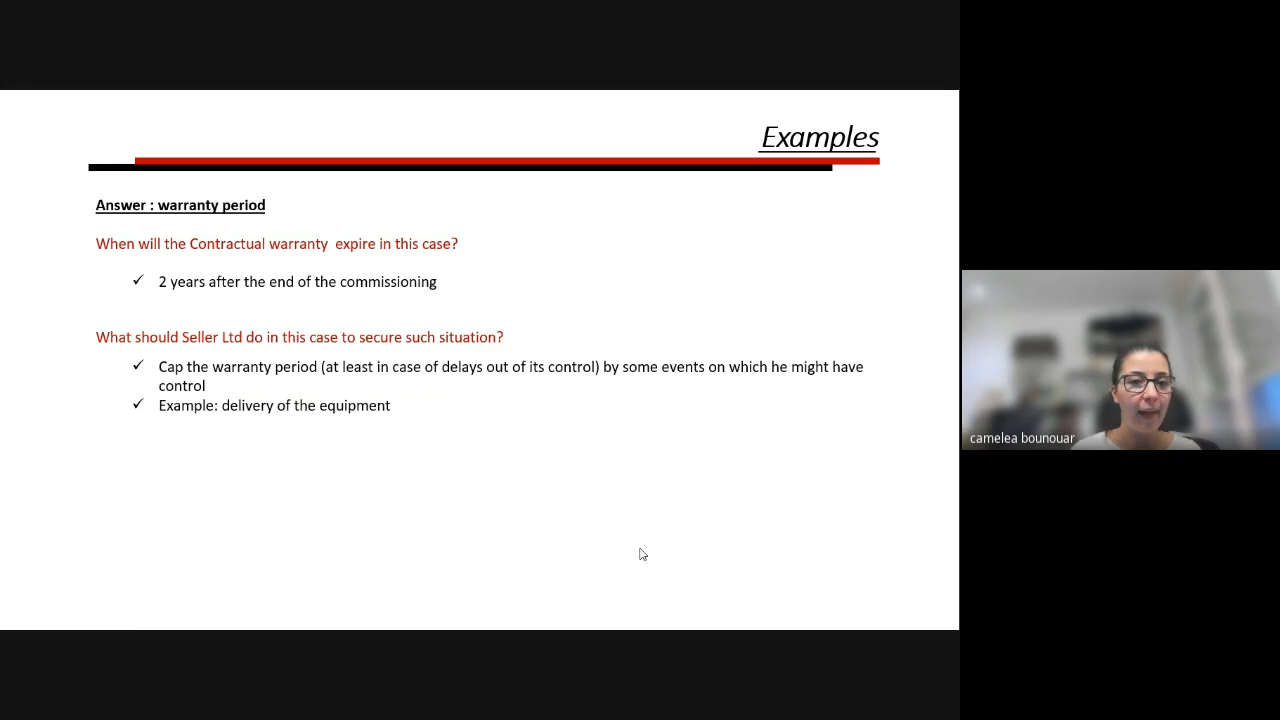 Examples
Answer : warranty period
When will the Contractual warranty  expire in this case?
✓ 2 years after the end of the commissioning
What should Seller Ltd do in this case to secure such situation?
✓ Cap the warranty period (at least in case of delays out of its control) by some events on which he might have
control
✓ Example: delivery of the equipment
camelea bounouar